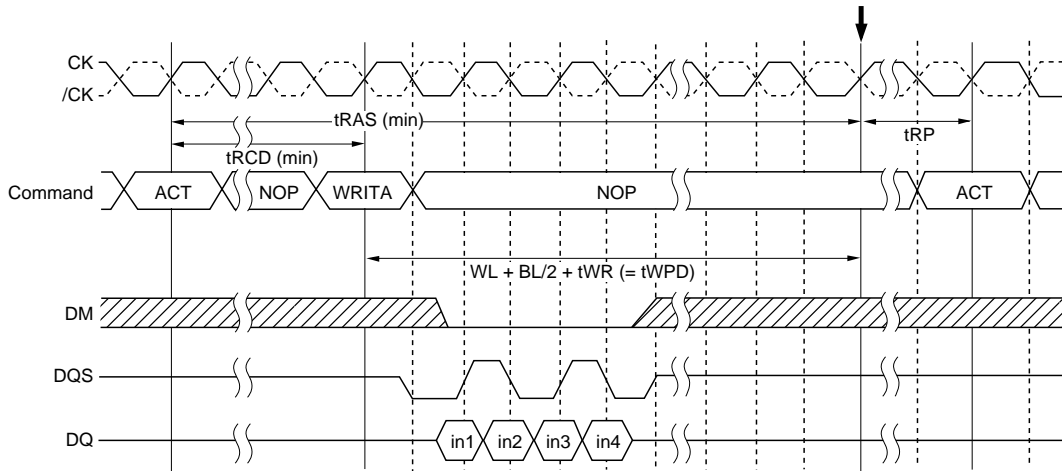 CK
/CK
tRAS (min)
tRP
tRCD (min)
Command
ACT
NOP
WRITA
NOP
ACT
WL + BL/2 + tWR (= tWPD)
DM
DQS
DQ
in1
in2
in3
in4